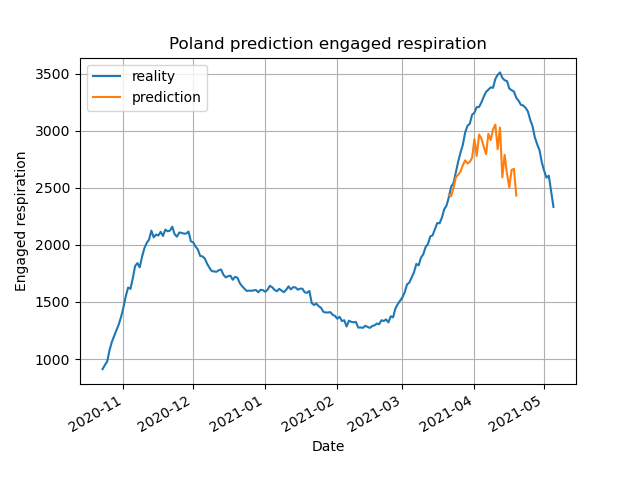 Poland prediction engaged respiration
reality
prediction
3500
3000
2500
2000
1500
1000
Engaged respiration
2020-11
2020-12
2021-01
2021-02
2021-03
2021-04
2021-05
Date